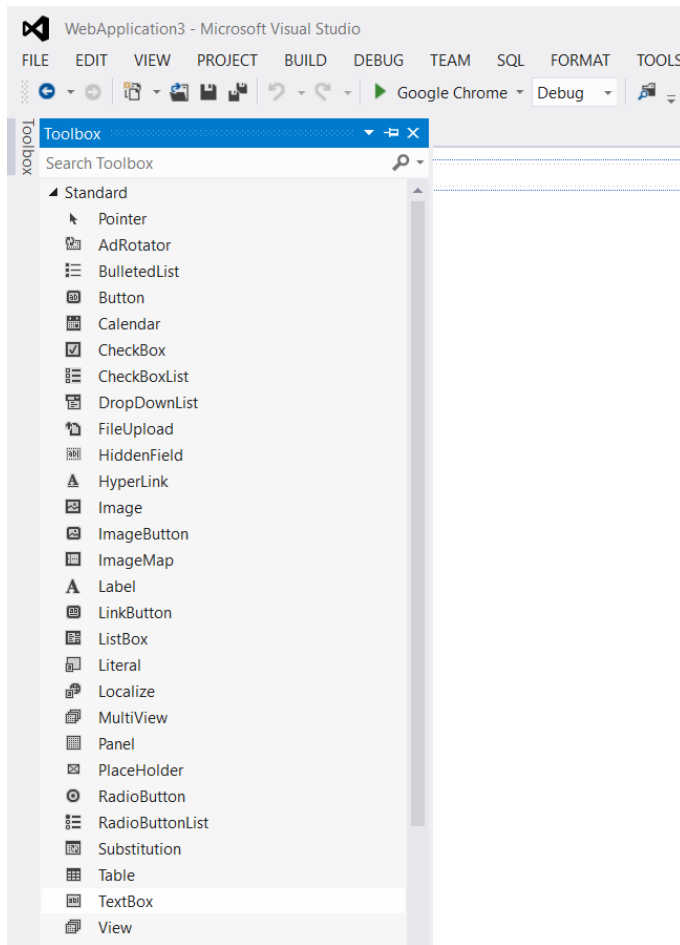 WebApplication3 - Microsoft Visual Studio
FILE EDIT VIEW PROJECT BUILD DEBUG TEAM SQL FORMAT TOOLS
Google Chrome Debug
Toolbox
Toolbox
Search Toolbox
Standard
Pointer
AdRotator
BulletedList
Button
Calendar
CheckBox
CheckBoxList
DropDownList
FileUpload
HiddenField
HyperLink
Image
ImageButton
ImageMap
Label
LinkButton
ListBox
Literal
Localize
MultiView
Panel
PlaceHolder
RadioButton
RadioButtonList
Substitution
Table
TextBox
View